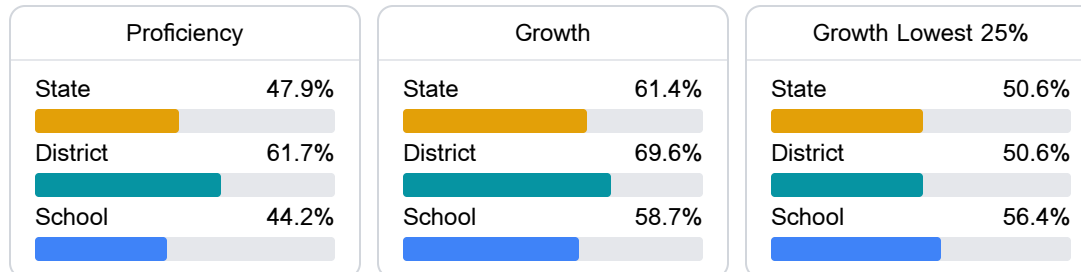 Proficiency
State 47.9%
District 61.7%
School 44.2%
Growth
State 61.4%
District 69.6%
School 58.7%
Growth Lowest 25%
State 50.6%
District 50.6%
School 56.4%